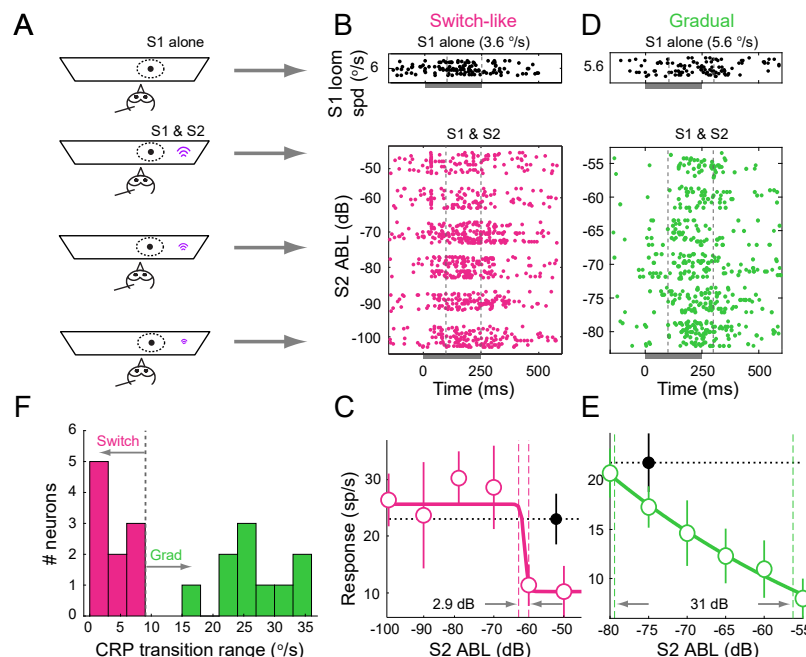 A
S1 alone
S1 & S2
B
Switch-like
S1 alone (3.6 °/s)
S1 loom
spd (°/s)
6
S1 & S2
S2 ABL (dB)
-50
-60
-70
-80
-90
-100
0
250
500
Time (ms)
D
Gradual
S1 alone (5.6 °/s)
5.6
S1 & S2
-55
-60
-65
-70
-75
-80
0
250
500
Time (ms)
F
# neurons
6
5
4
3
2
1
0
Switch
Grad
0 5 10 15 20 25 30 35
CRP transition range (°/s)
C
Response (sp/s)
30
20
10
2.9 dB
-100 -90 -80 -70 -60 -50
S2 ABL (dB)
E
20
15
10
31 dB
-80 -75 -70 -65 -60 -55
S2 ABL (dB)